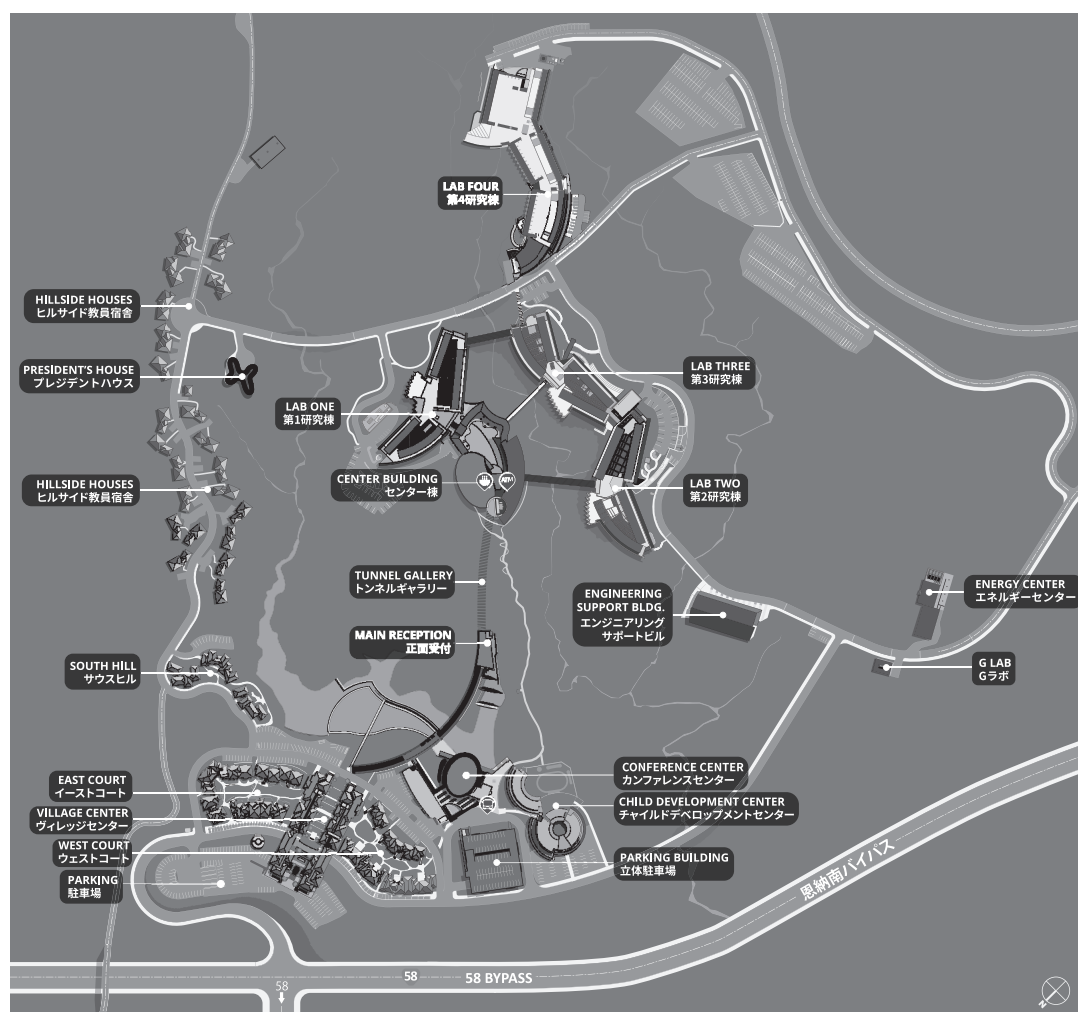 LAB FOUR
第4研究棟
HILLSIDE HOUSES
ヒルサイド教員宿舎
PRESIDENT'S HOUSE
プレジデントハウス
LAB THREE
第3研究棟
LAB ONE
第1研究棟
CENTER BUILDING
センター棟
ATM
HILLSIDE HOUSES
ヒルサイド教員宿舎
LAB TWO
第2研究棟
TUNNEL GALLERY
トンネルギャラリー
ENGINEERING
SUPPORT BLDG.
エンジニアリング
サポートビル
ENERGY CENTER
エネルギーセンター
MAIN RECEPTION
正面受付
SOUTH HILL
サウスヒル
G LAB
Gラボ
EAST COURT
イーストコート
CONFERENCE CENTER
カンファレンスセンター
VILLAGE CENTER
ヴィレッジセンター
CHILD DEVELOPMENT CENTER
チャイルドデベロップメントセンター
WEST COURT
ウェストコート
PARKING BUILDING
立体駐車場
PARKING
駐車場
恩納南バイパス
58
58 BYPASS
58
N